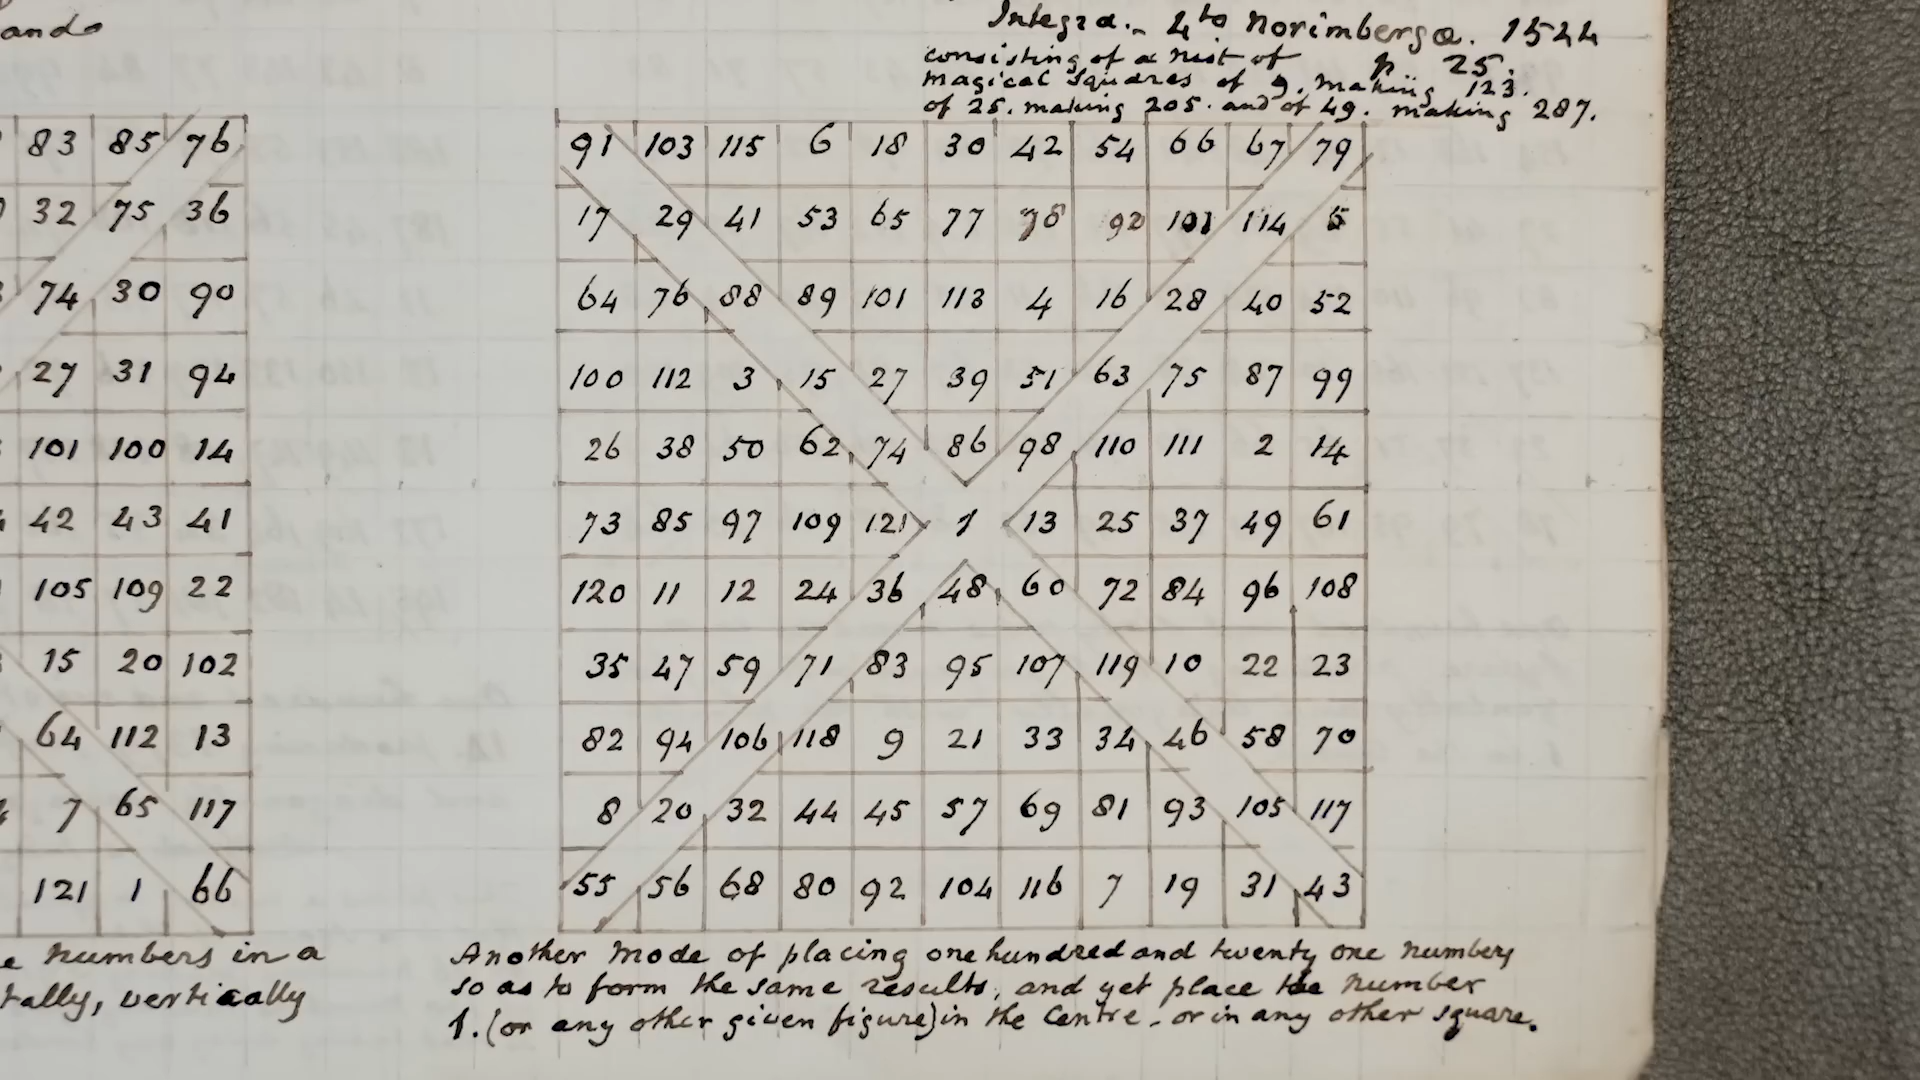 and
83 85 76
32 75 36
74 30 90
27 31 94
101 100 14
42 43 41
105 109 22
15 20 102
64 112 13
7 65 117
121 1 66
numbers in a
vertically
Integra. 4to Norimbergæ. 1544
consisting of a nest of p 25.
magical squares of 9. making 123.
of 25. making 205. and of 49. making 287.
91 103 115 6 18 30 42 54 66 67 79
17 29 41 53 65 77 78 90 102 114 5
64 76 88 89 101 113 4 16 28 40 52
100 112 3 15 27 39 51 63 75 87 99
26 38 50 62 74 86 98 110 111 2 14
73 85 97 109 121 1 13 25 37 49 61
120 11 12 24 36 48 60 72 84 96 108
35 47 59 71 83 95 107 119 10 22 23
82 94 106 118 9 21 33 34 46 58 70
8 20 32 44 45 57 69 81 93 105 117
55 56 68 80 92 104 116 7 19 31 43
Another mode of placing one hundred and twenty one numbers
so as to form the same results, and yet place the number
1. (or any other given figure) in the Centre - or in any other square.